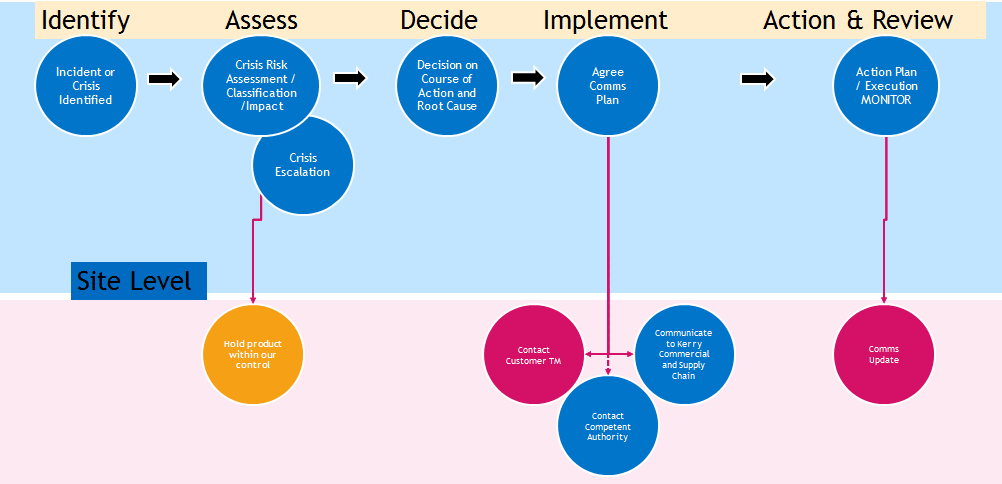 Identify
Assess
Decide
Implement
Action & Review
Incident or
Crisis
Identified
Crisis Risk
Assessment /
Classification
/Impact
Decision on
Course of
Action and
Root Cause
Agree
Comms
Plan
Action Plan
/ Execution
MONITOR
Crisis
Escalation
Site Level
Hold product
within our
control
Contact
Customer TM
Communicate
to Kerry
Commercial
and Supply
Chain
Contact
Competent
Authority
Comms
Update